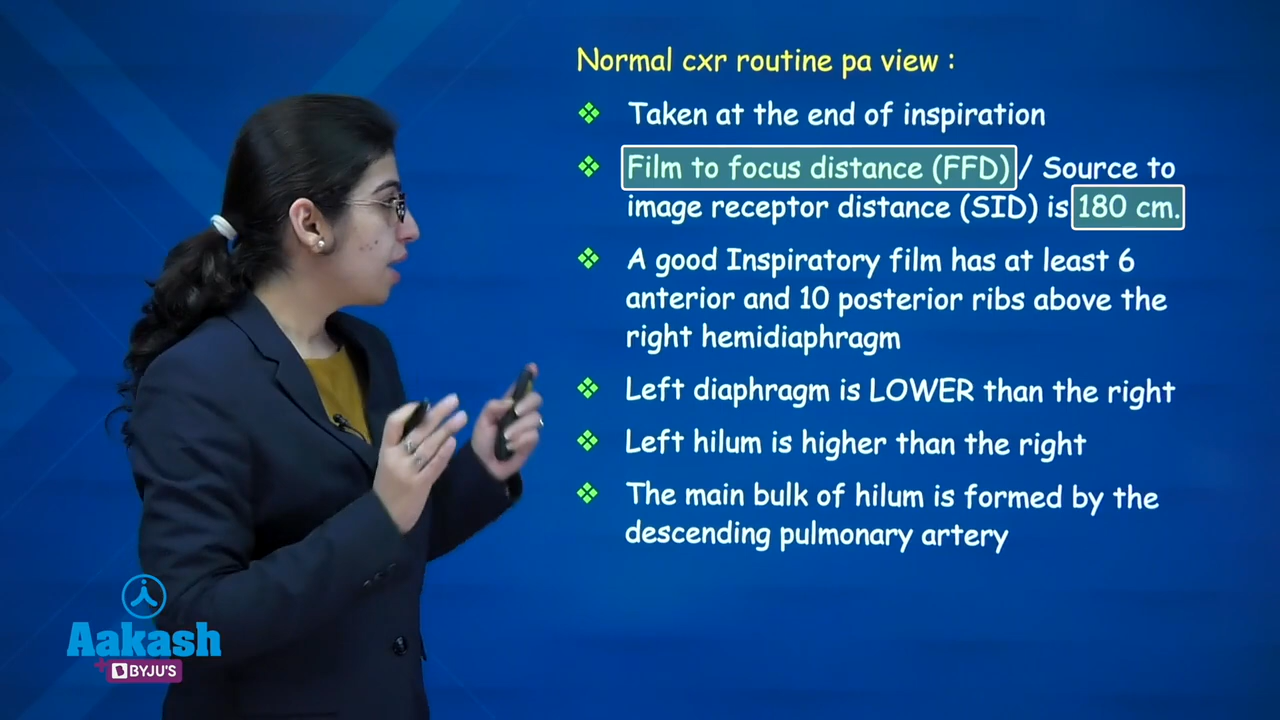 Normal cxr routine pa view :
❖ Taken at the end of inspiration
❖ Film to focus distance (FFD) / Source to
image receptor distance (SID) is 180 cm.
❖ A good Inspiratory film has at least 6
anterior and 10 posterior ribs above the
right hemidiaphragm
❖ Left diaphragm is LOWER than the right
❖ Left hilum is higher than the right
❖ The main bulk of hilum is formed by the
descending pulmonary artery
Aakash
+ BYJU'S